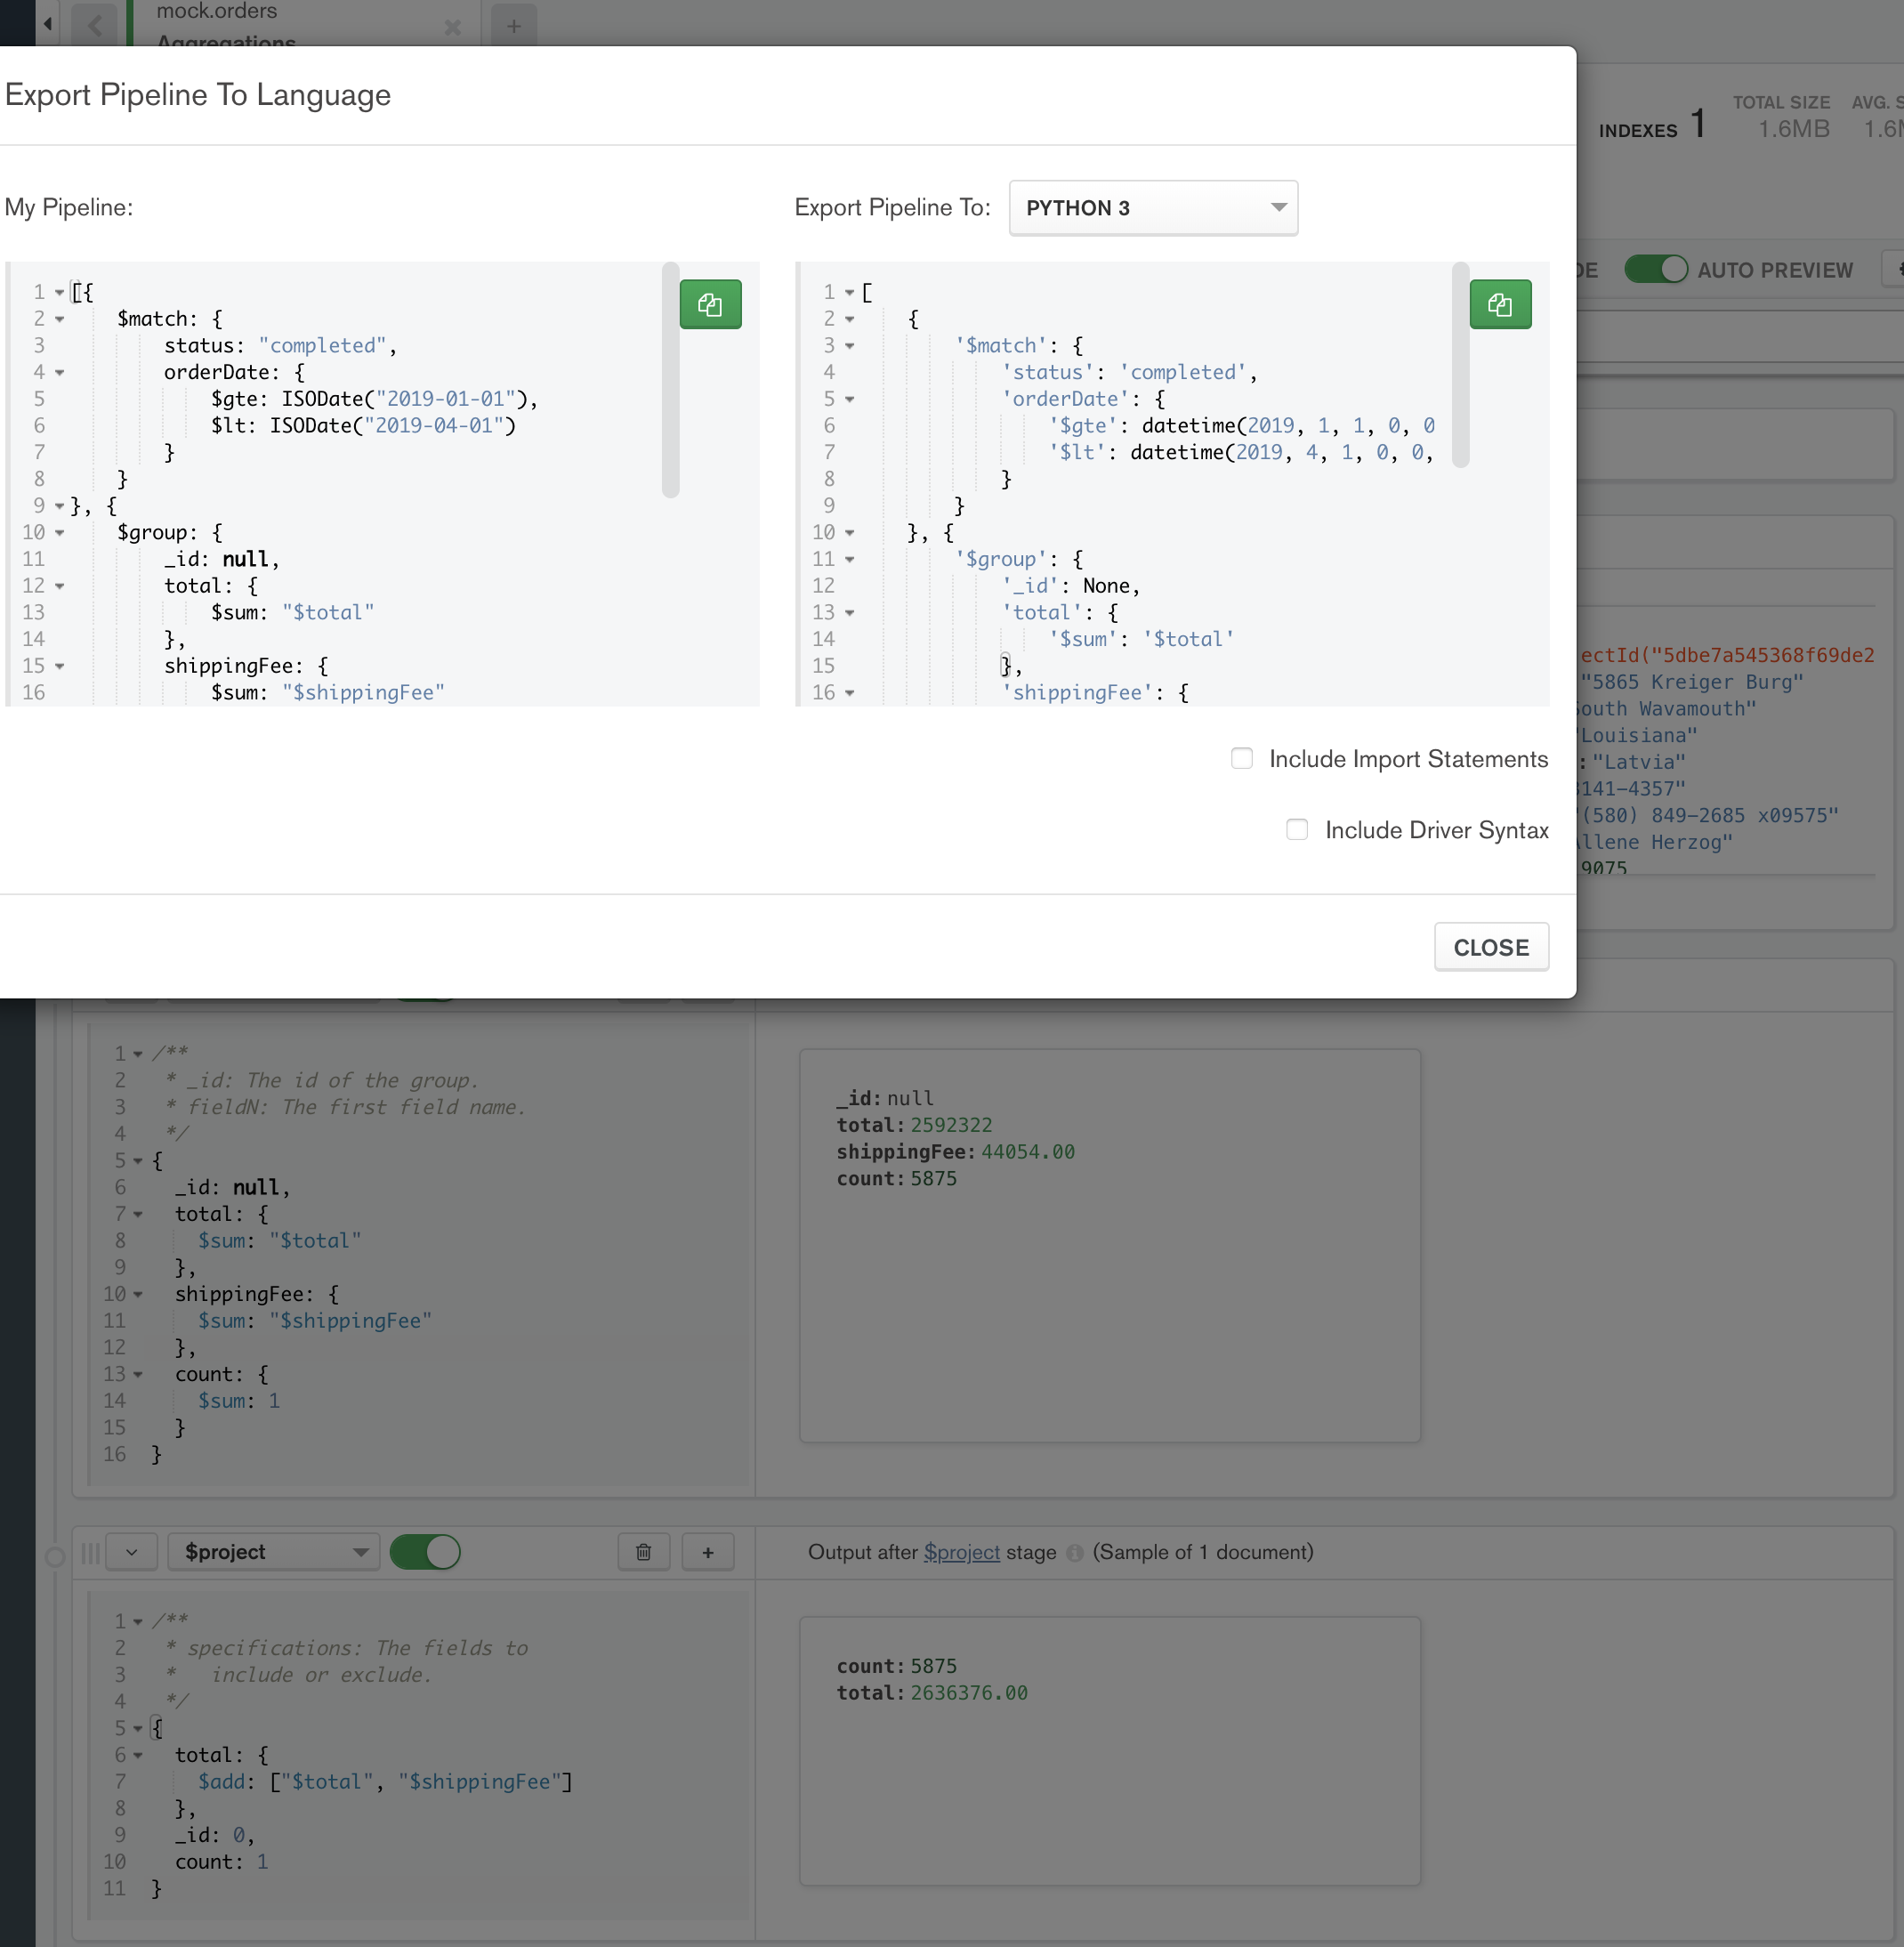 mock.orders
Aggregations
Export Pipeline To Language
INDEXES 1
TOTAL SIZE
1.6MB
AVG. S
1.6M
My Pipeline:
Export Pipeline To:
PYTHON 3
DE
AUTO PREVIEW
1 [{
2 $match: {
3 status: "completed",
4 orderDate: {
5 $gte: ISODate("2019-01-01"),
6 $lt: ISODate("2019-04-01")
7 }
8 }
9 }, {
10 $group: {
11 _id: null,
12 total: {
13 $sum: "$total"
14 },
15 shippingFee: {
16 $sum: "$shippingFee"
1 [
2 {
3 '$match': {
4 'status': 'completed',
5 'orderDate': {
6 '$gte': datetime(2019, 1, 1, 0, 0
7 '$lt': datetime(2019, 4, 1, 0, 0,
8 }
9 }
10 }, {
11 '$group': {
12 '_id': None,
13 'total': {
14 '$sum': '$total'
15 },
16 'shippingFee': {
ectId("5dbe7a545368f69de2
"5865 Kreiger Burg"
outh Wavamouth"
"Louisiana"
:"Latvia"
141-4357"
(580) 849-2685 x09575"
llene Herzog"
9075
Include Import Statements
Include Driver Syntax
CLOSE
1 /**
2 * _id: The id of the group.
3 * fieldN: The first field name.
4 */
5 {
6 _id: null,
7 total: {
8 $sum: "$total"
9 },
10 shippingFee: {
11 $sum: "$shippingFee"
12 },
13 count: {
14 $sum: 1
15 }
16 }
_id: null
total: 2592322
shippingFee: 44054.00
count: 5875
$project
+
Output after $project stage (Sample of 1 document)
1 /**
2 * specifications: The fields to
3 * include or exclude.
4 */
5 {
6 total: {
7 $add: ["$total", "$shippingFee"]
8 },
9 _id: 0,
10 count: 1
11 }
count: 5875
total: 2636376.00